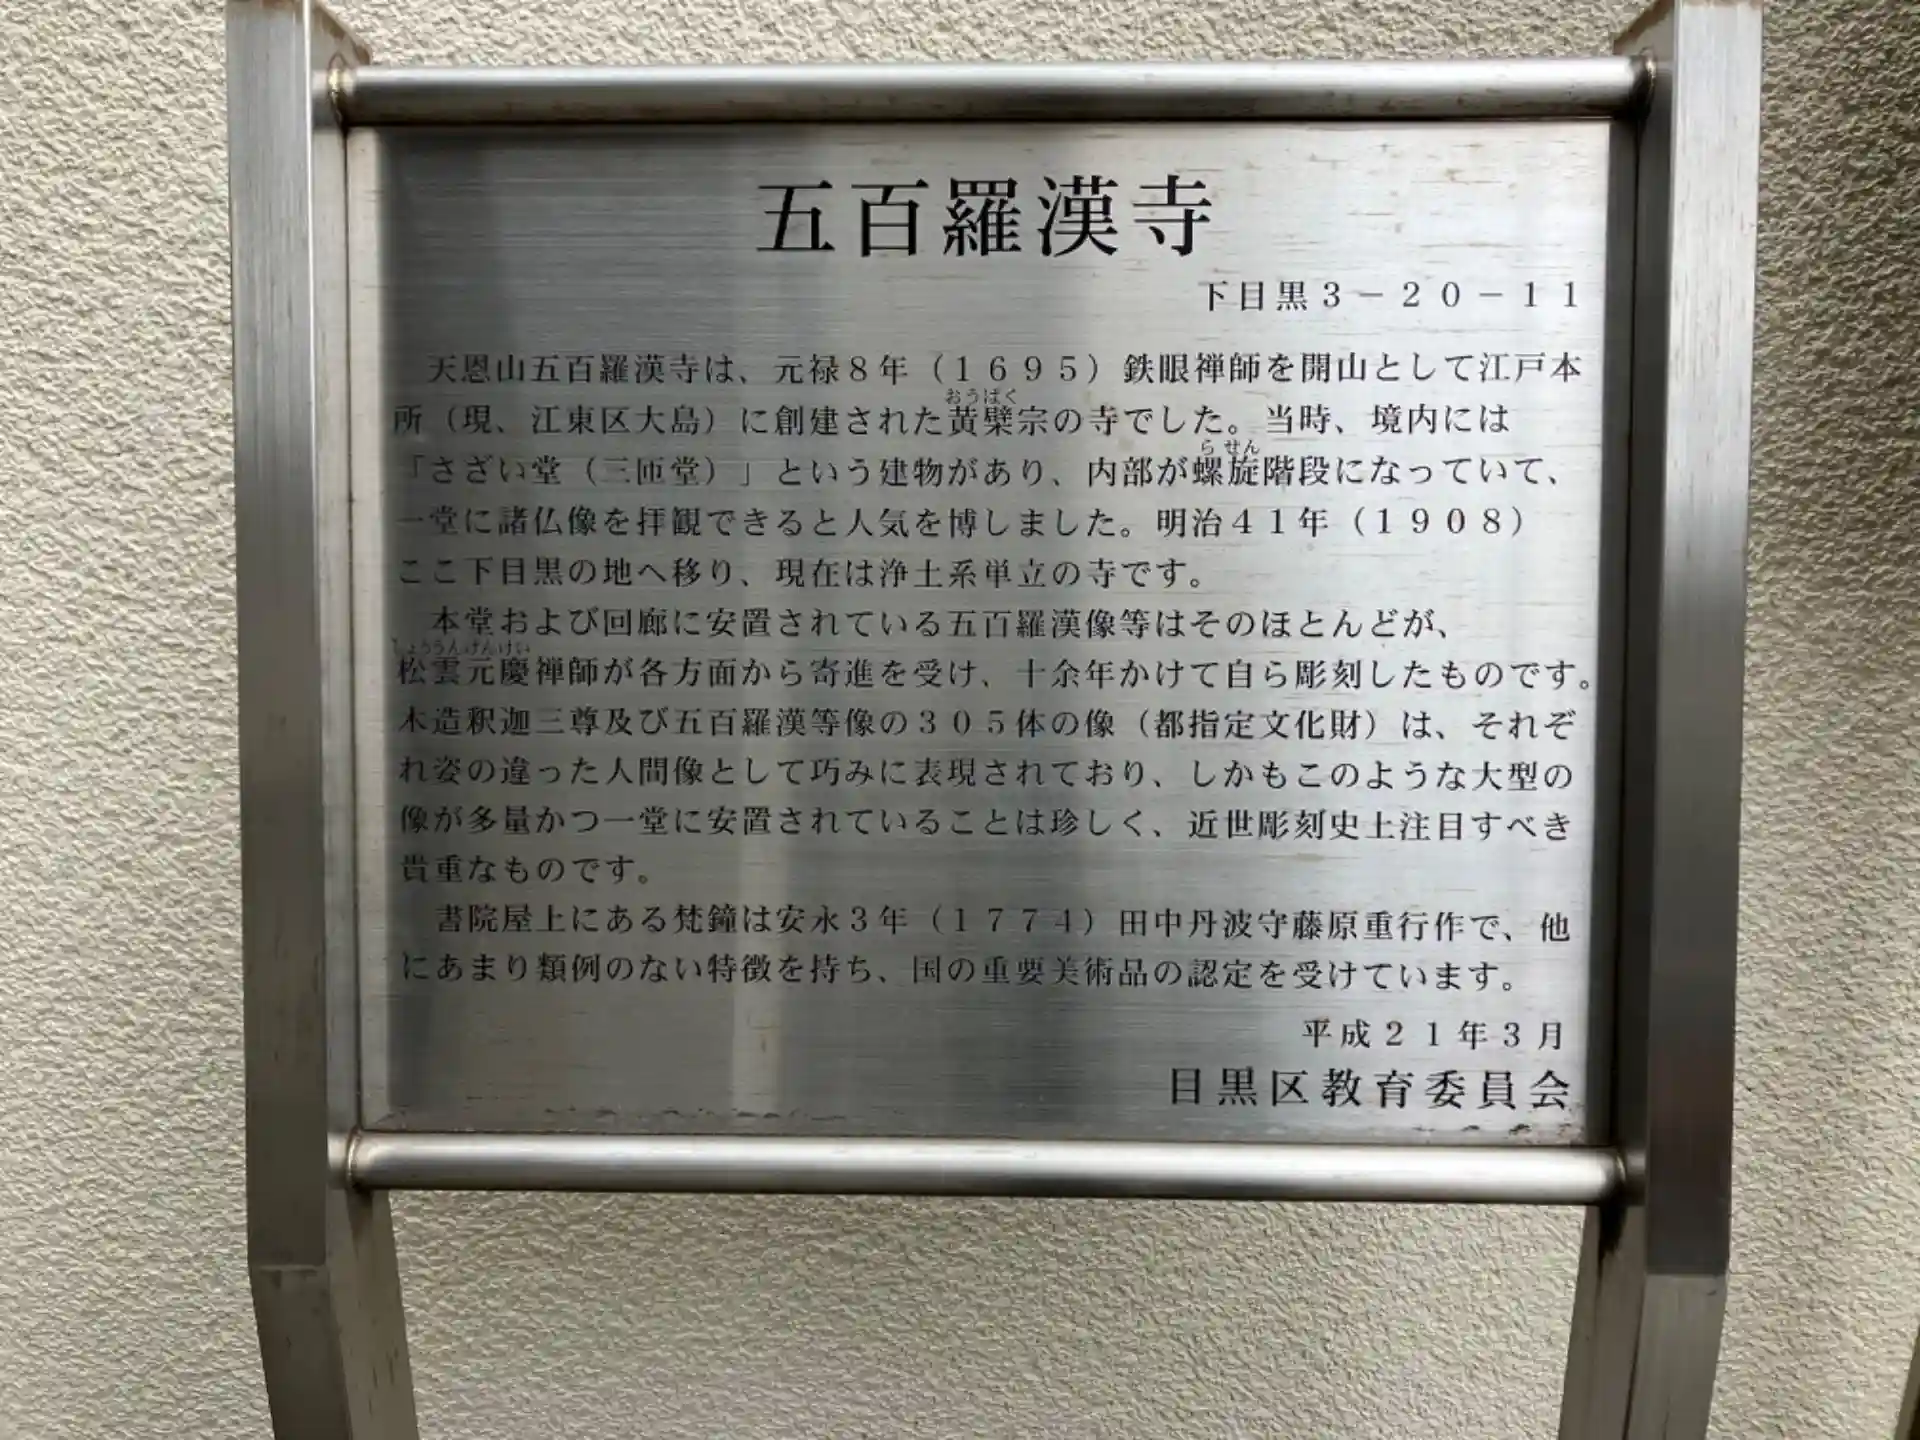 五百羅漢寺
下目黒3－20－11
天恩山五百羅漢寺は、元禄8年（1695）鉄眼禅師を開山として江戸本
おうばく
所（現、江東区大島）に創建された黄檗宗の寺でした。当時、境内には
らせん
「さざい堂（三匝堂）」という建物があり、内部が螺旋階段になっていて、
一堂に諸仏像を拝観できると人気を博しました。明治41年（1908）
ここ下目黒の地へ移り、現在は浄土系単立の寺です。
本堂および回廊に安置されている五百羅漢像等はそのほとんどが、
しょううんげんけい
松雲元慶禅師が各方面から寄進を受け、十余年かけて自ら彫刻したものです。
木造釈迦三尊及び五百羅漢等像の305体の像（都指定文化財）は、それぞ
れ姿の違った人間像として巧みに表現されており、しかもこのような大型の
像が多量かつ一堂に安置されていることは珍しく、近世彫刻史上注目すべき
貴重なものです。
書院屋上にある梵鐘は安永3年（1774）田中丹波守藤原重行作で、他
にあまり類例のない特徴を持ち、国の重要美術品の認定を受けています。
平成21年3月
目黒区教育委員会